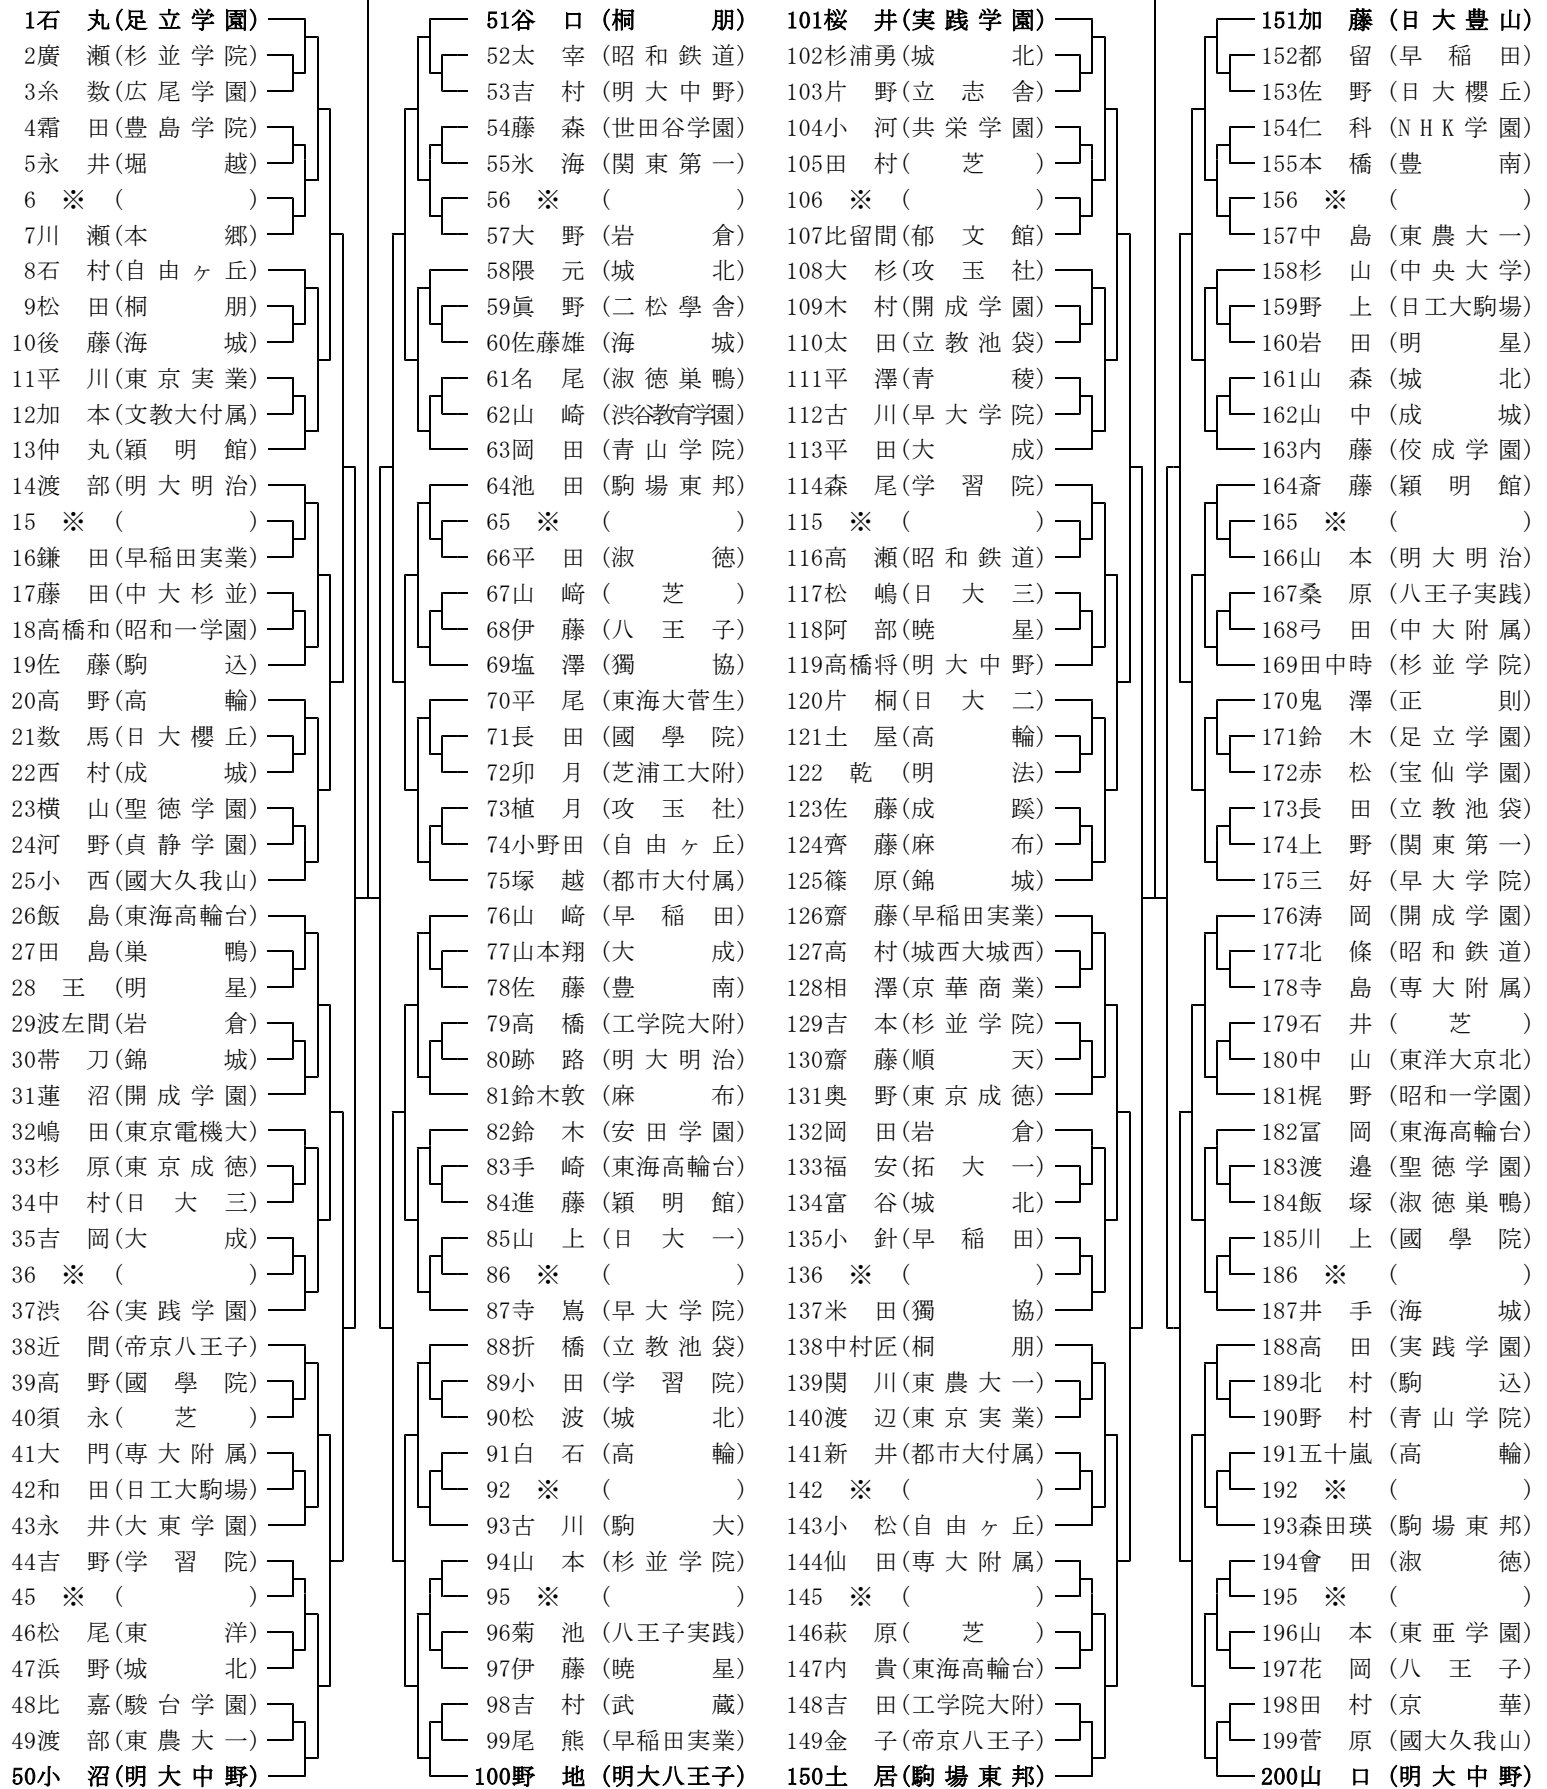 1石 丸(足立学園)
2廣 瀬(杉並学院)
3糸 数(広尾学園)
4霜 田(豊島学院)
5永 井(堀 越)
6 ※ ( )
7川 瀬(本 郷)
8石 村(自由ヶ丘)
9松 田(桐 朋)
10後 藤(海 城)
11平 川(東京実業)
12加 本(文教大付属)
13仲 丸(穎明館)
14渡 部(明大明治)
15 ※ ( )
16鎌 田(早稲田実業)
17藤 田(中大杉並)
18高橋和(昭和一学園)
19佐 藤(駒 込)
20高 野(高 輪)
21数 馬(日大櫻丘)
22西 村(成 城)
23横 山(聖徳学園)
24河 野(貞静学園)
25小 西(國大久我山)
26飯 島(東海高輪台)
27田 島(巣 鴨)
28 王 (明 星)
29波左間(岩 倉)
30帯 刀(錦 城)
31蓮 沼(開成学園)
32嶋 田(東京電機大)
33杉 原(東京成徳)
34中 村(日大三)
35吉 岡(大 成)
36 ※ ( )
37渋 谷(実践学園)
38近 間(帝京八王子)
39高 野(國學院)
40須 永( 芝 )
41大 門(専大附属)
42和 田(日工大駒場)
43永 井(大東学園)
44吉 野(学習院)
45 ※ ( )
46松 尾(東 洋)
47浜 野(城 北)
48比 嘉(駿台学園)
49渡 部(東農大一)
50小 沼(明大中野)
51谷 口(桐 朋)
52太 宰(昭和鉄道)
53吉 村(明大中野)
54藤 森(世田谷学園)
55氷 海(関東第一)
56 ※ ( )
57大 野(岩 倉)
58隈 元(城 北)
59眞 野(二松學舎)
60佐藤雄(海 城)
61名 尾(淑徳巣鴨)
62山 崎(渋谷教育学園)
63岡 田(青山学院)
64池 田(駒場東邦)
65 ※ ( )
66平 田(淑 徳)
67山 﨑( 芝 )
68伊 藤(八王子)
69塩 澤(獨 協)
70平 尾(東海大菅生)
71長 田(國學院)
72卯 月(芝浦工大附)
73植 月(攻玉社)
74小野田(自由ヶ丘)
75塚 越(都市大付属)
76山 﨑(早稲田)
77山本翔(大 成)
78佐 藤(豊 南)
79高 橋(工学院大附)
80跡 路(明大明治)
81鈴木敦(麻 布)
82鈴 木(安田学園)
83手 崎(東海高輪台)
84進 藤(穎明館)
85山 上(日大一)
86 ※ ( )
87寺 嶌(早大学院)
88折 橋(立教池袋)
89小 田(学習院)
90松 波(城 北)
91白 石(高 輪)
92 ※ ( )
93古 川(駒 大)
94山 本(杉並学院)
95 ※ ( )
96菊 池(八王子実践)
97伊 藤(暁 星)
98吉 村(武 蔵)
99尾 熊(早稲田実業)
100野 地(明大八王子)
101桜 井(実践学園)
102杉浦勇(城 北)
103片 野(立志舎)
104小 河(共栄学園)
105田 村( 芝 )
106 ※ ( )
107比留間(郁文館)
108大 杉(攻玉社)
109木 村(開成学園)
110太 田(立教池袋)
111平 澤(青 稜)
112古 川(早大学院)
113平 田(大 成)
114森 尾(学習院)
115 ※ ( )
116高 瀬(昭和鉄道)
117松 嶋(日大三)
118阿 部(暁 星)
119高橋将(明大中野)
120片 桐(日大二)
121土 屋(高 輪)
122 乾 (明 法)
123佐 藤(成 蹊)
124齊 藤(麻 布)
125篠 原(錦 城)
126齋 藤(早稲田実業)
127高 村(城西大城西)
128相 澤(京華商業)
129吉 本(杉並学院)
130齋 藤(順 天)
131奥 野(東京成徳)
132岡 田(岩 倉)
133福 安(拓大一)
134富 谷(城 北)
135小 針(早稲田)
136 ※ ( )
137米 田(獨 協)
138中村匠(桐 朋)
139関 川(東農大一)
140渡 辺(東京実業)
141新 井(都市大付属)
142 ※ ( )
143小 松(自由ヶ丘)
144仙 田(専大附属)
145 ※ ( )
146萩 原( 芝 )
147内 貴(東海高輪台)
148吉 田(工学院大附)
149金 子(帝京八王子)
150土 居(駒場東邦)
151加 藤(日大豊山)
152都 留(早稲田)
153佐 野(日大櫻丘)
154仁 科(NHK学園)
155本 橋(豊 南)
156 ※ ( )
157中 島(東農大一)
158杉 山(中央大学)
159野 上(日工大駒場)
160岩 田(明 星)
161山 森(城 北)
162山 中(成 城)
163内 藤(佼成学園)
164斎 藤(穎明館)
165 ※ ( )
166山 本(明大明治)
167桑 原(八王子実践)
168弓 田(中大附属)
169田中時(杉並学院)
170鬼 澤(正 則)
171鈴 木(足立学園)
172赤 松(宝仙学園)
173長 田(立教池袋)
174上 野(関東第一)
175三 好(早大学院)
176涛 岡(開成学園)
177北 條(昭和鉄道)
178寺 島(専大附属)
179石 井( 芝 )
180中 山(東洋大京北)
181梶 野(昭和一学園)
182冨 岡(東海高輪台)
183渡 邉(聖徳学園)
184飯 塚(淑徳巣鴨)
185川 上(國學院)
186 ※ ( )
187井 手(海 城)
188高 田(実践学園)
189北 村(駒 込)
190野 村(青山学院)
191五十嵐(高 輪)
192 ※ ( )
193森田瑛(駒場東邦)
194會 田(淑 徳)
195 ※ ( )
196山 本(東亜学園)
197花 岡(八王子)
198田 村(京 華)
199菅 原(國大久我山)
200山 口(明大中野)